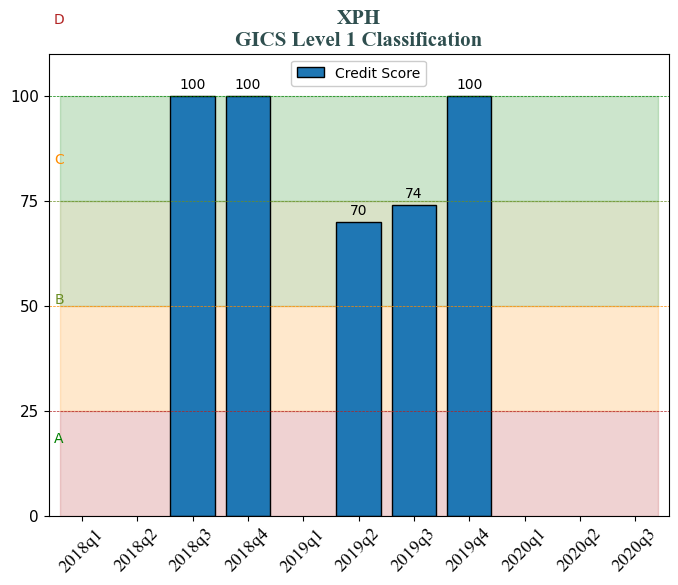 D
XPH
GICS Level 1 Classification
Credit Score
100
100
100
100
C
75
74
70
B
50
25
A
0
2018q1
2018q2
2018q3
2018q4
2019q1
2019q2
2019q3
2019q4
2020q1
2020q2
2020q3